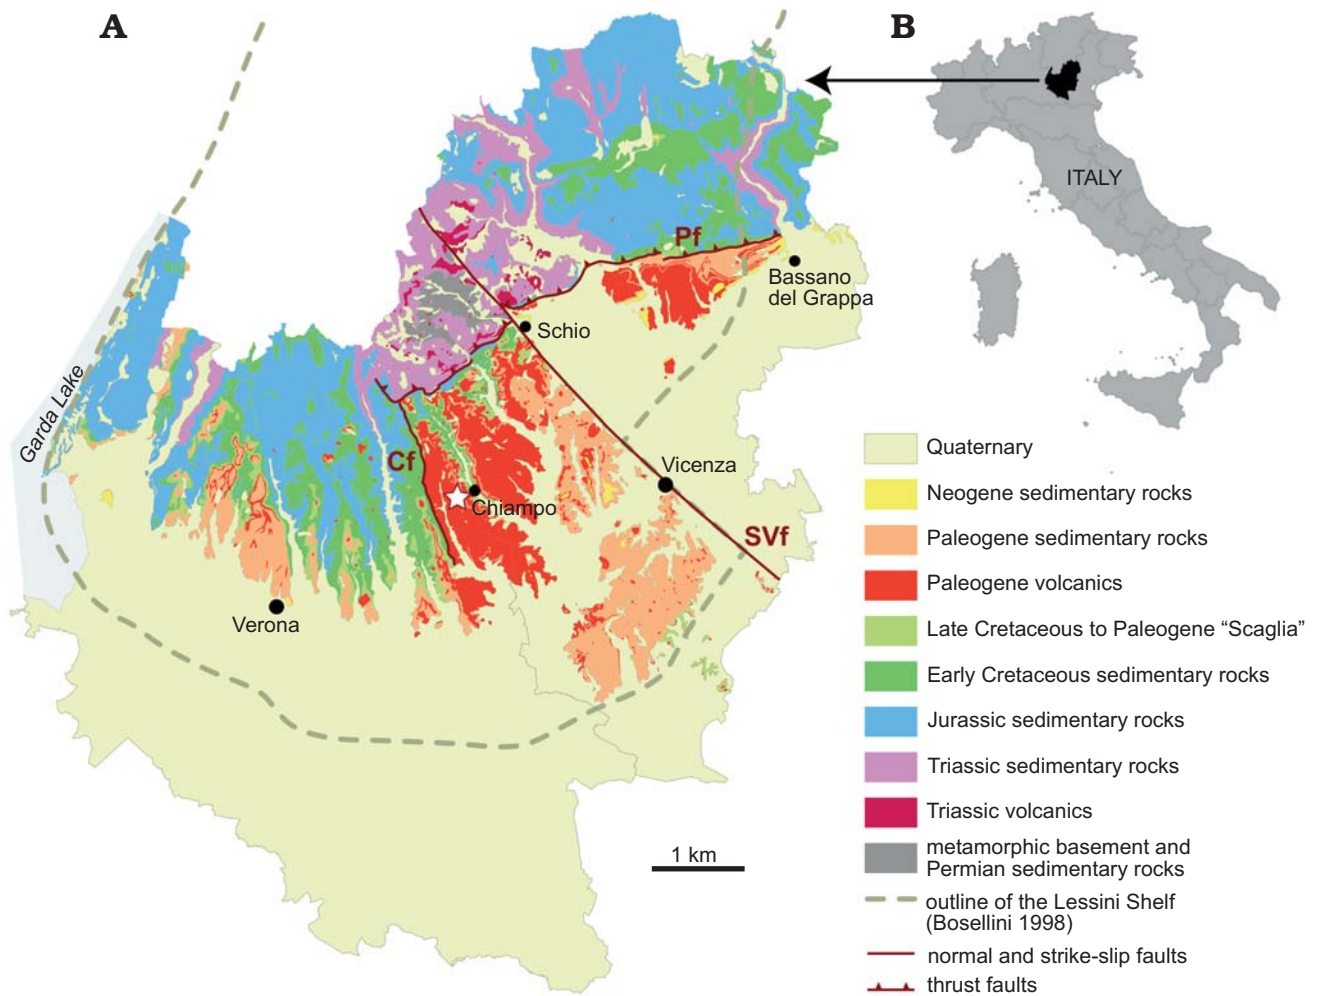 A
B
ITALY
Pf
Bassano
del Grappa
Schio
Garda Lake
Cf
Vicenza
Chiampo
SVf
Verona
1 km
Quaternary
Neogene sedimentary rocks
Paleogene sedimentary rocks
Paleogene volcanics
Late Cretaceous to Paleogene “Scaglia”
Early Cretaceous sedimentary rocks
Jurassic sedimentary rocks
Triassic sedimentary rocks
Triassic volcanics
metamorphic basement and
Permian sedimentary rocks
outline of the Lessini Shelf
(Bosellini 1998)
normal and strike-slip faults
thrust faults